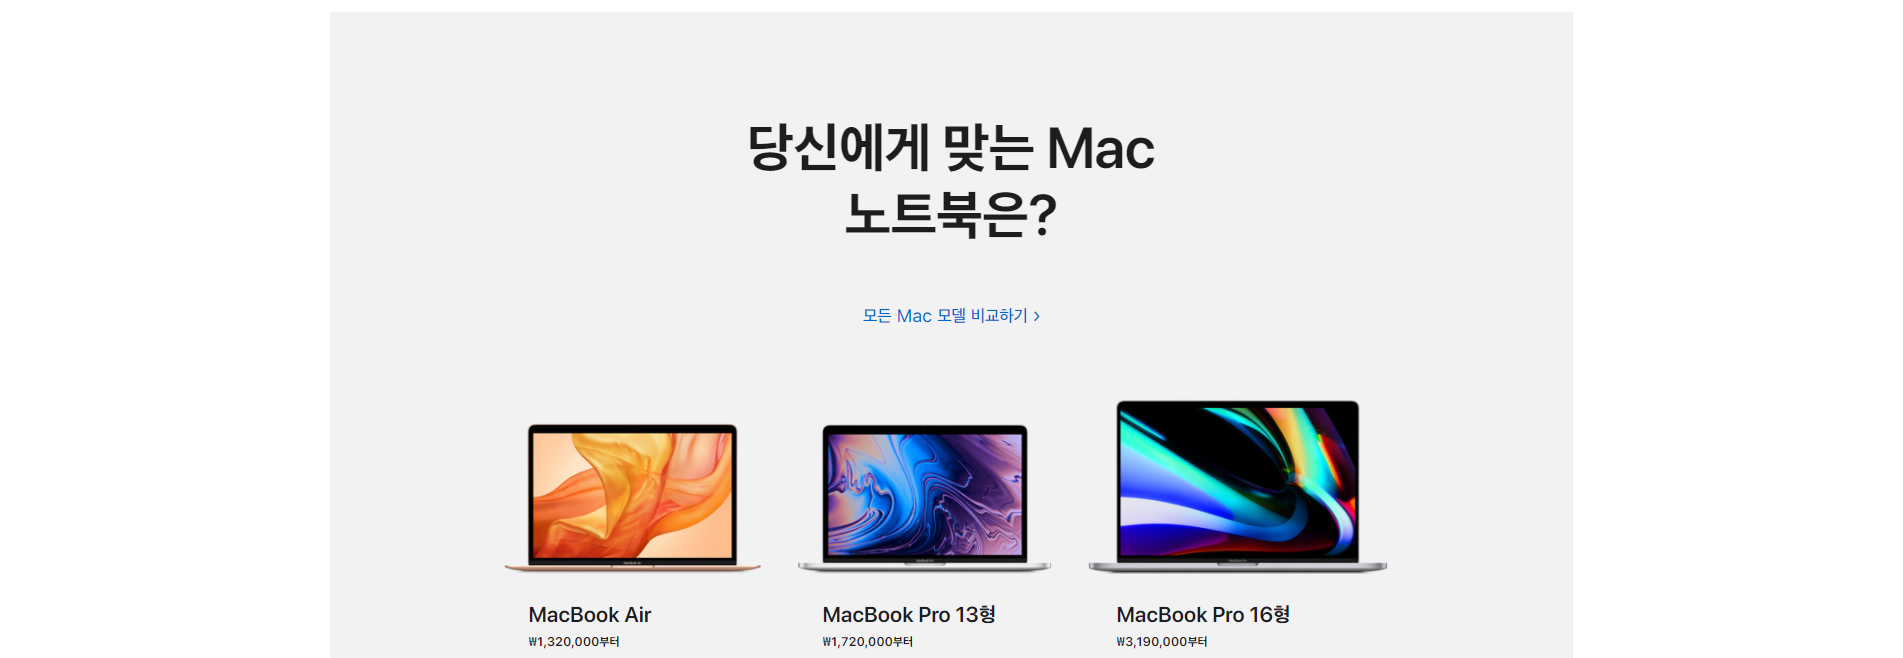 당신에게 맞는 Mac
노트북은?
모든 Mac 모델 비교하기 >
MacBook Air
MacBook Pro 13형
MacBook Pro 16형
₩1,320,000부터
₩1,720,000부터
₩3,190,000부터